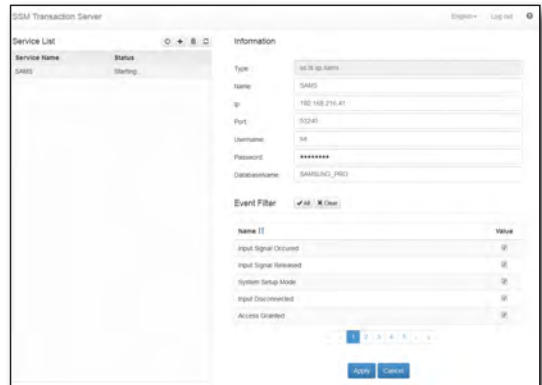 SSM Transaction Server
English Log out
Service List
Service Name Status
SAMS Starting...
Information
Type
Name SAMS
Ip 192.168.216.41
Port
Username sa
Password ********
DatabaseName SAMSUNG_PRO
Event Filter All Clear
Name Value
Input Signal Occured
Input Signal Released
System Setup Mode
Input Disconnected
Access Granted
1 2 3 4 5
Apply Cancel